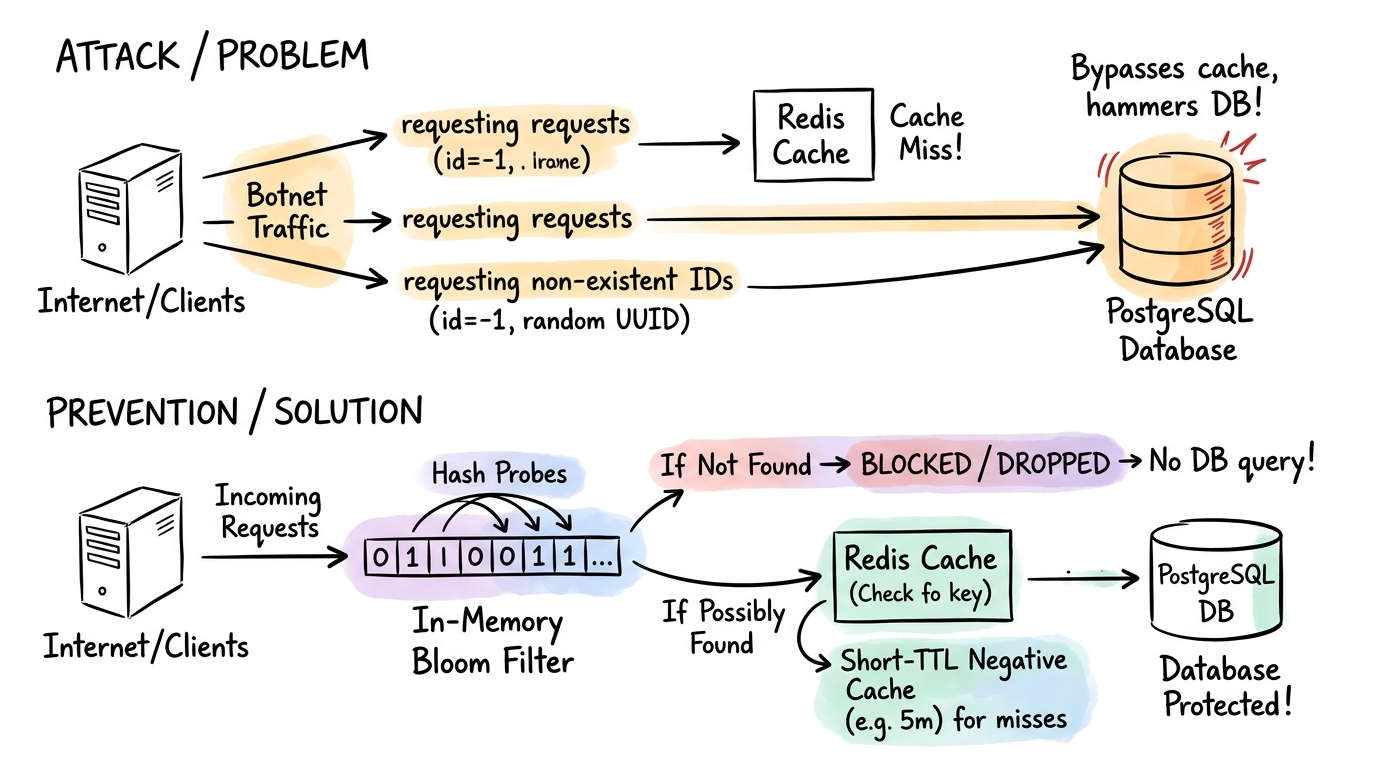 ATTACK / PROBLEM
Bypasses cache,
hammers DB!
requesting requests
(id=-1, .
Redis
Cache
Cache
Miss!
Botnet
Traffic
requesting requests
requesting non-existent IDs
(id=-1, random UUID)
Internet/Clients
PostgreSQL
Database
PREVENTION / SOLUTION
Hash Probes
If Not Found → BLOCKED / DROPPED → No DB query!
Incoming
Requests
0 1 1 0 0 1 1 ...
Redis Cache
(Check fo key)
PostgreSQL
DB
In-Memory
Bloom Filter
If Possibly
Found
Internet/Clients
Short-TTL Negative
Cache
(e.g. 5m) for misses
Database
Protected!